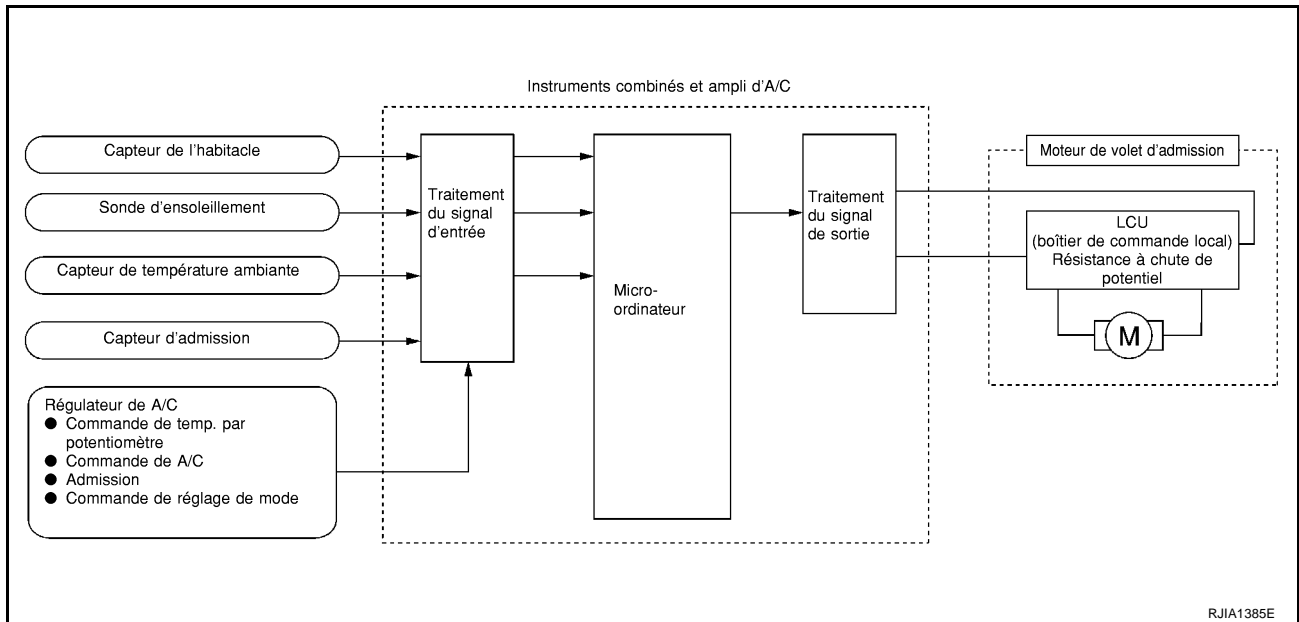 Instruments combinés et ampli d'A/C
Capteur de l'habitacle
Sonde d'ensoleillement
Capteur de température ambiante
Capteur d'admission
Régulateur de A/C
● Commande de temp. par
potentiomètre
● Commande de A/C
● Admission
● Commande de réglage de mode
Traitement
du signal
d'entrée
Micro-
ordinateur
Traitement
du signal
de sortie
Moteur de volet d'admission
LCU
(boîtier de commande local)
Résistance à chute de
potentiel
M
RJIA1385E